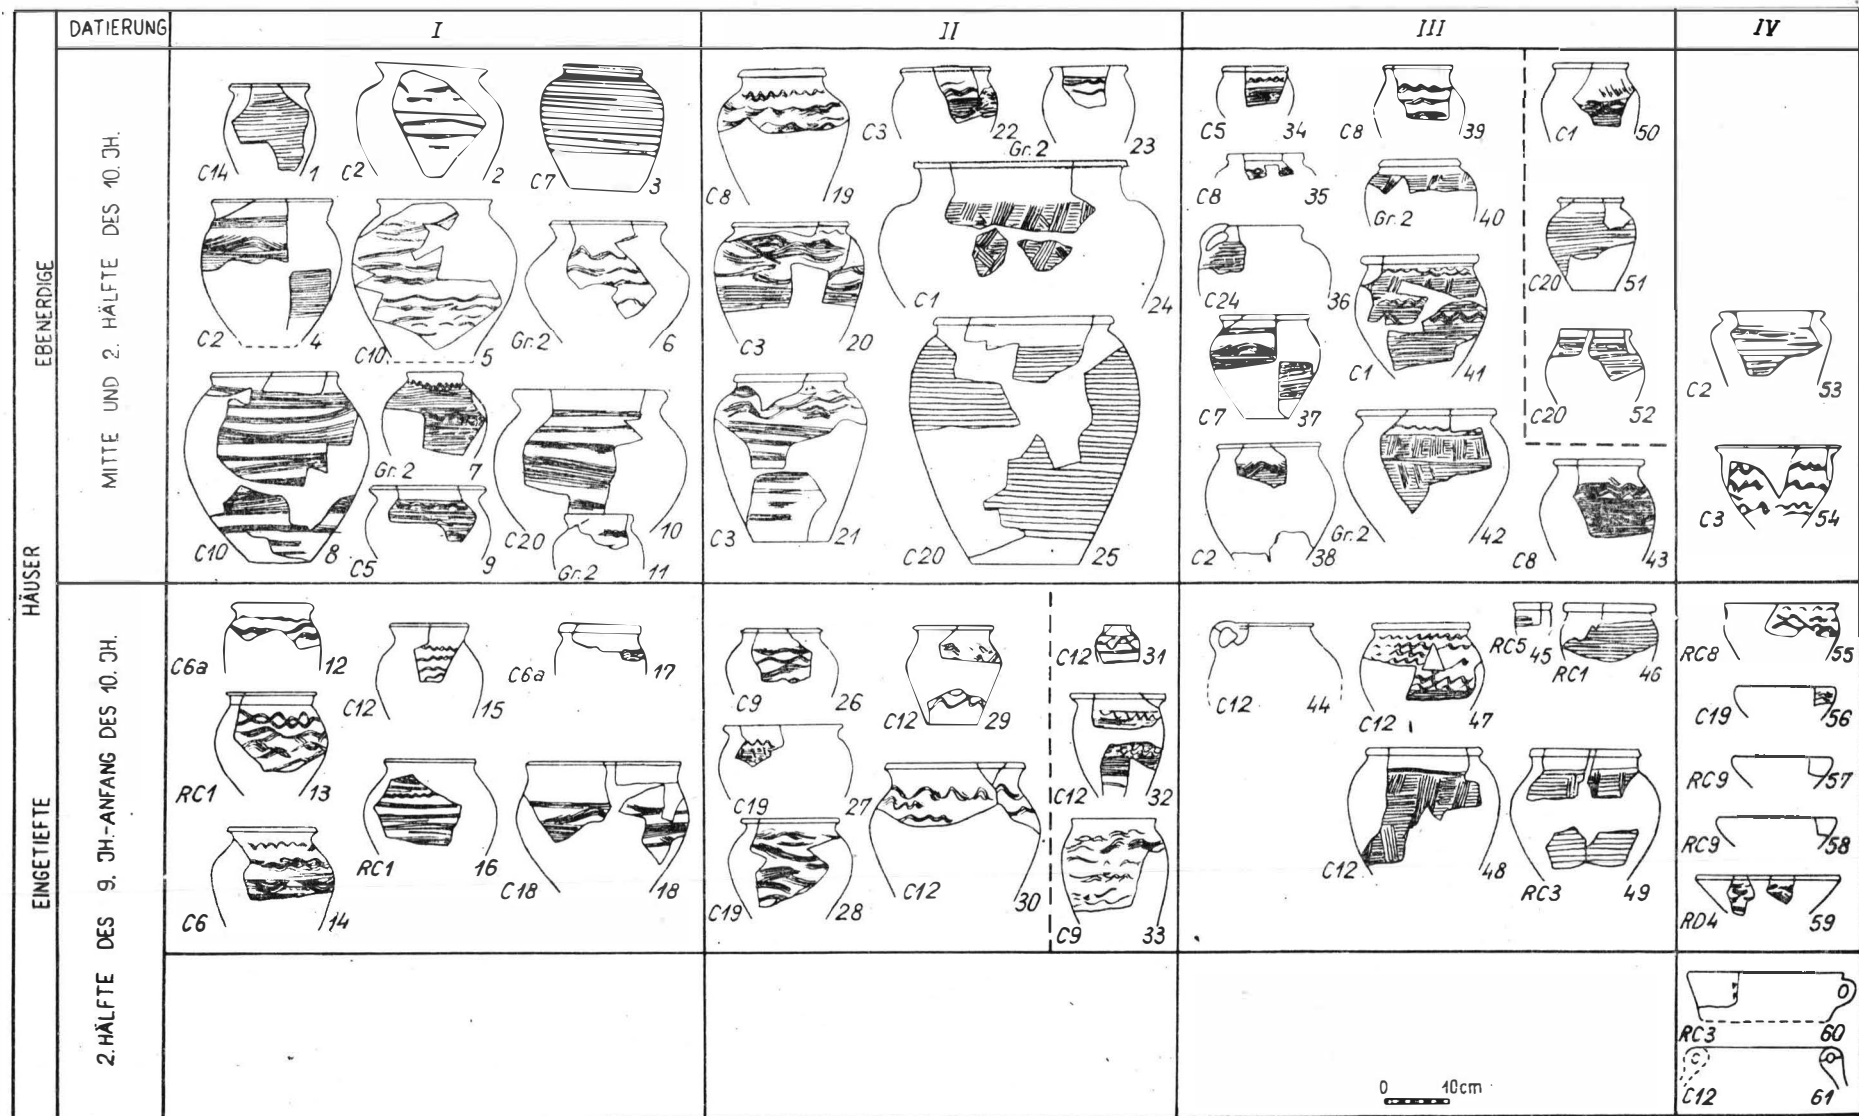 DATIERUNG I II III IV
HÄUSER
EBENERDIGE
MITTE UND 2. HÄLFTE DES 10. JH.
C14 1
C2 2
C7 3
C2 4
C10 5
Gr.2 6
Gr.2 7
C10 8
C5 9
C20 10
Gr.2 11
C8 19
C3 22
Gr.2 23
C3 20
C1 24
C3 21
C20 25
C5 34
C8 39
C8 35
Gr.2 40
C24 36
C1 41
C7 37
C2 38
Gr.2 42
C1 50
C20 51
C20 52
C8 43
C2 53
C3 54
EINGETIEFTE
2. HÄLFTE DES 9. JH.-ANFANG DES 10. JH.
C6a 12
C12 15
C6a 17
RC1 13
RC1 16
C18 18
C6 14
C9 26
C12 29
C19 27
C19 28
C12 30
C12 31
C12 32
C9 33
C12 44
C12 47
RC5 45
RC1 46
C12 48
RC3 49
RC8 55
C19 56
RC9 57
RC9 58
RD4 59
RC3 60
C12 61
0 10cm